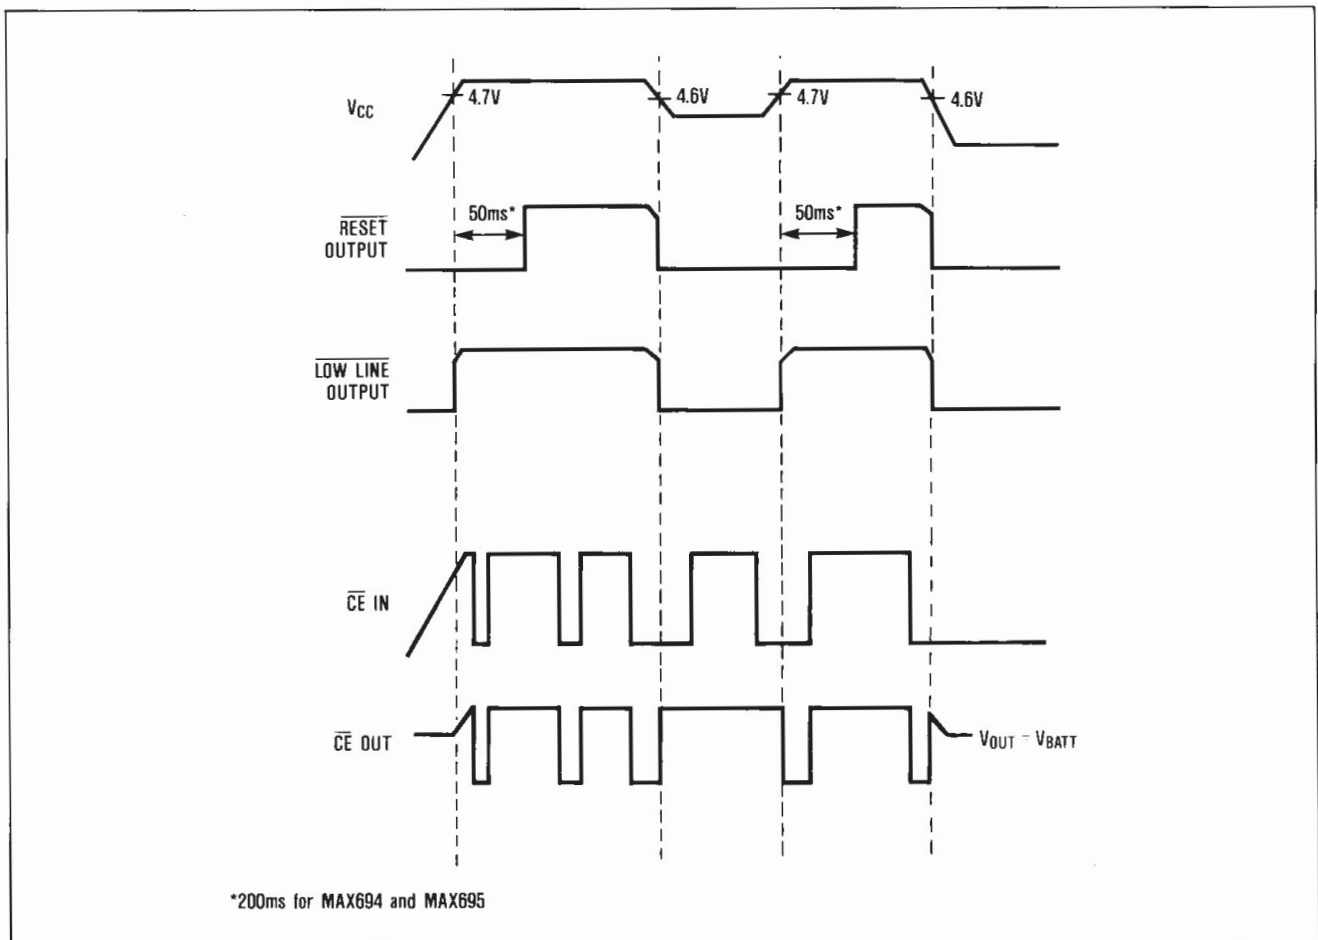 4.7V
4.6V
4.7V
4.6V
VCC
50ms*
50ms*
RESET
OUTPUT
LOW LINE
OUTPUT
CE IN
CE OUT
VOUT = VBATT
*200ms for MAX694 and MAX695